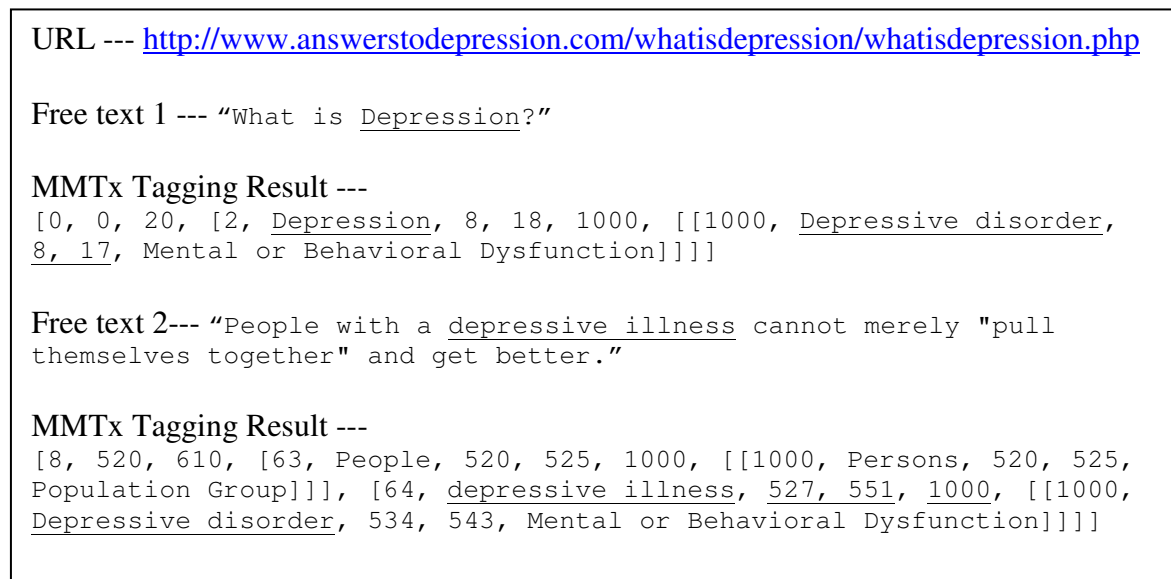 URL --- http://www.answerstodepression.com/whatisdepression/whatisdepression.php
Free text 1 --- “What is Depression?”
MMTx Tagging Result ---
[0, 0, 20, [2, Depression, 8, 18, 1000, [[1000, Depressive disorder,
8, 17, Mental or Behavioral Dysfunction]]]]
Free text 2--- “People with a depressive illness cannot merely "pull
themselves together" and get better.”
MMTx Tagging Result ---
[8, 520, 610, [63, People, 520, 525, 1000, [[1000, Persons, 520, 525,
Population Group]]], [64, depressive illness, 527, 551, 1000, [[1000,
Depressive disorder, 534, 543, Mental or Behavioral Dysfunction]]]]